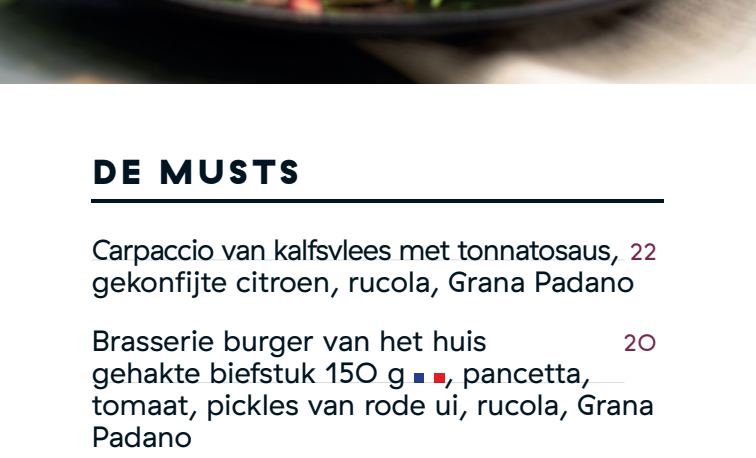 DE MUSTS
Carpaccio van kalfsvlees met tonnatosaus, 22
gekonfijte citroen, rucola, Grana Padano
Brasserie burger van het huis 20
gehakte biefstuk 150 g , pancetta,
tomaat, pickles van rode ui, rucola, Grana
Padano